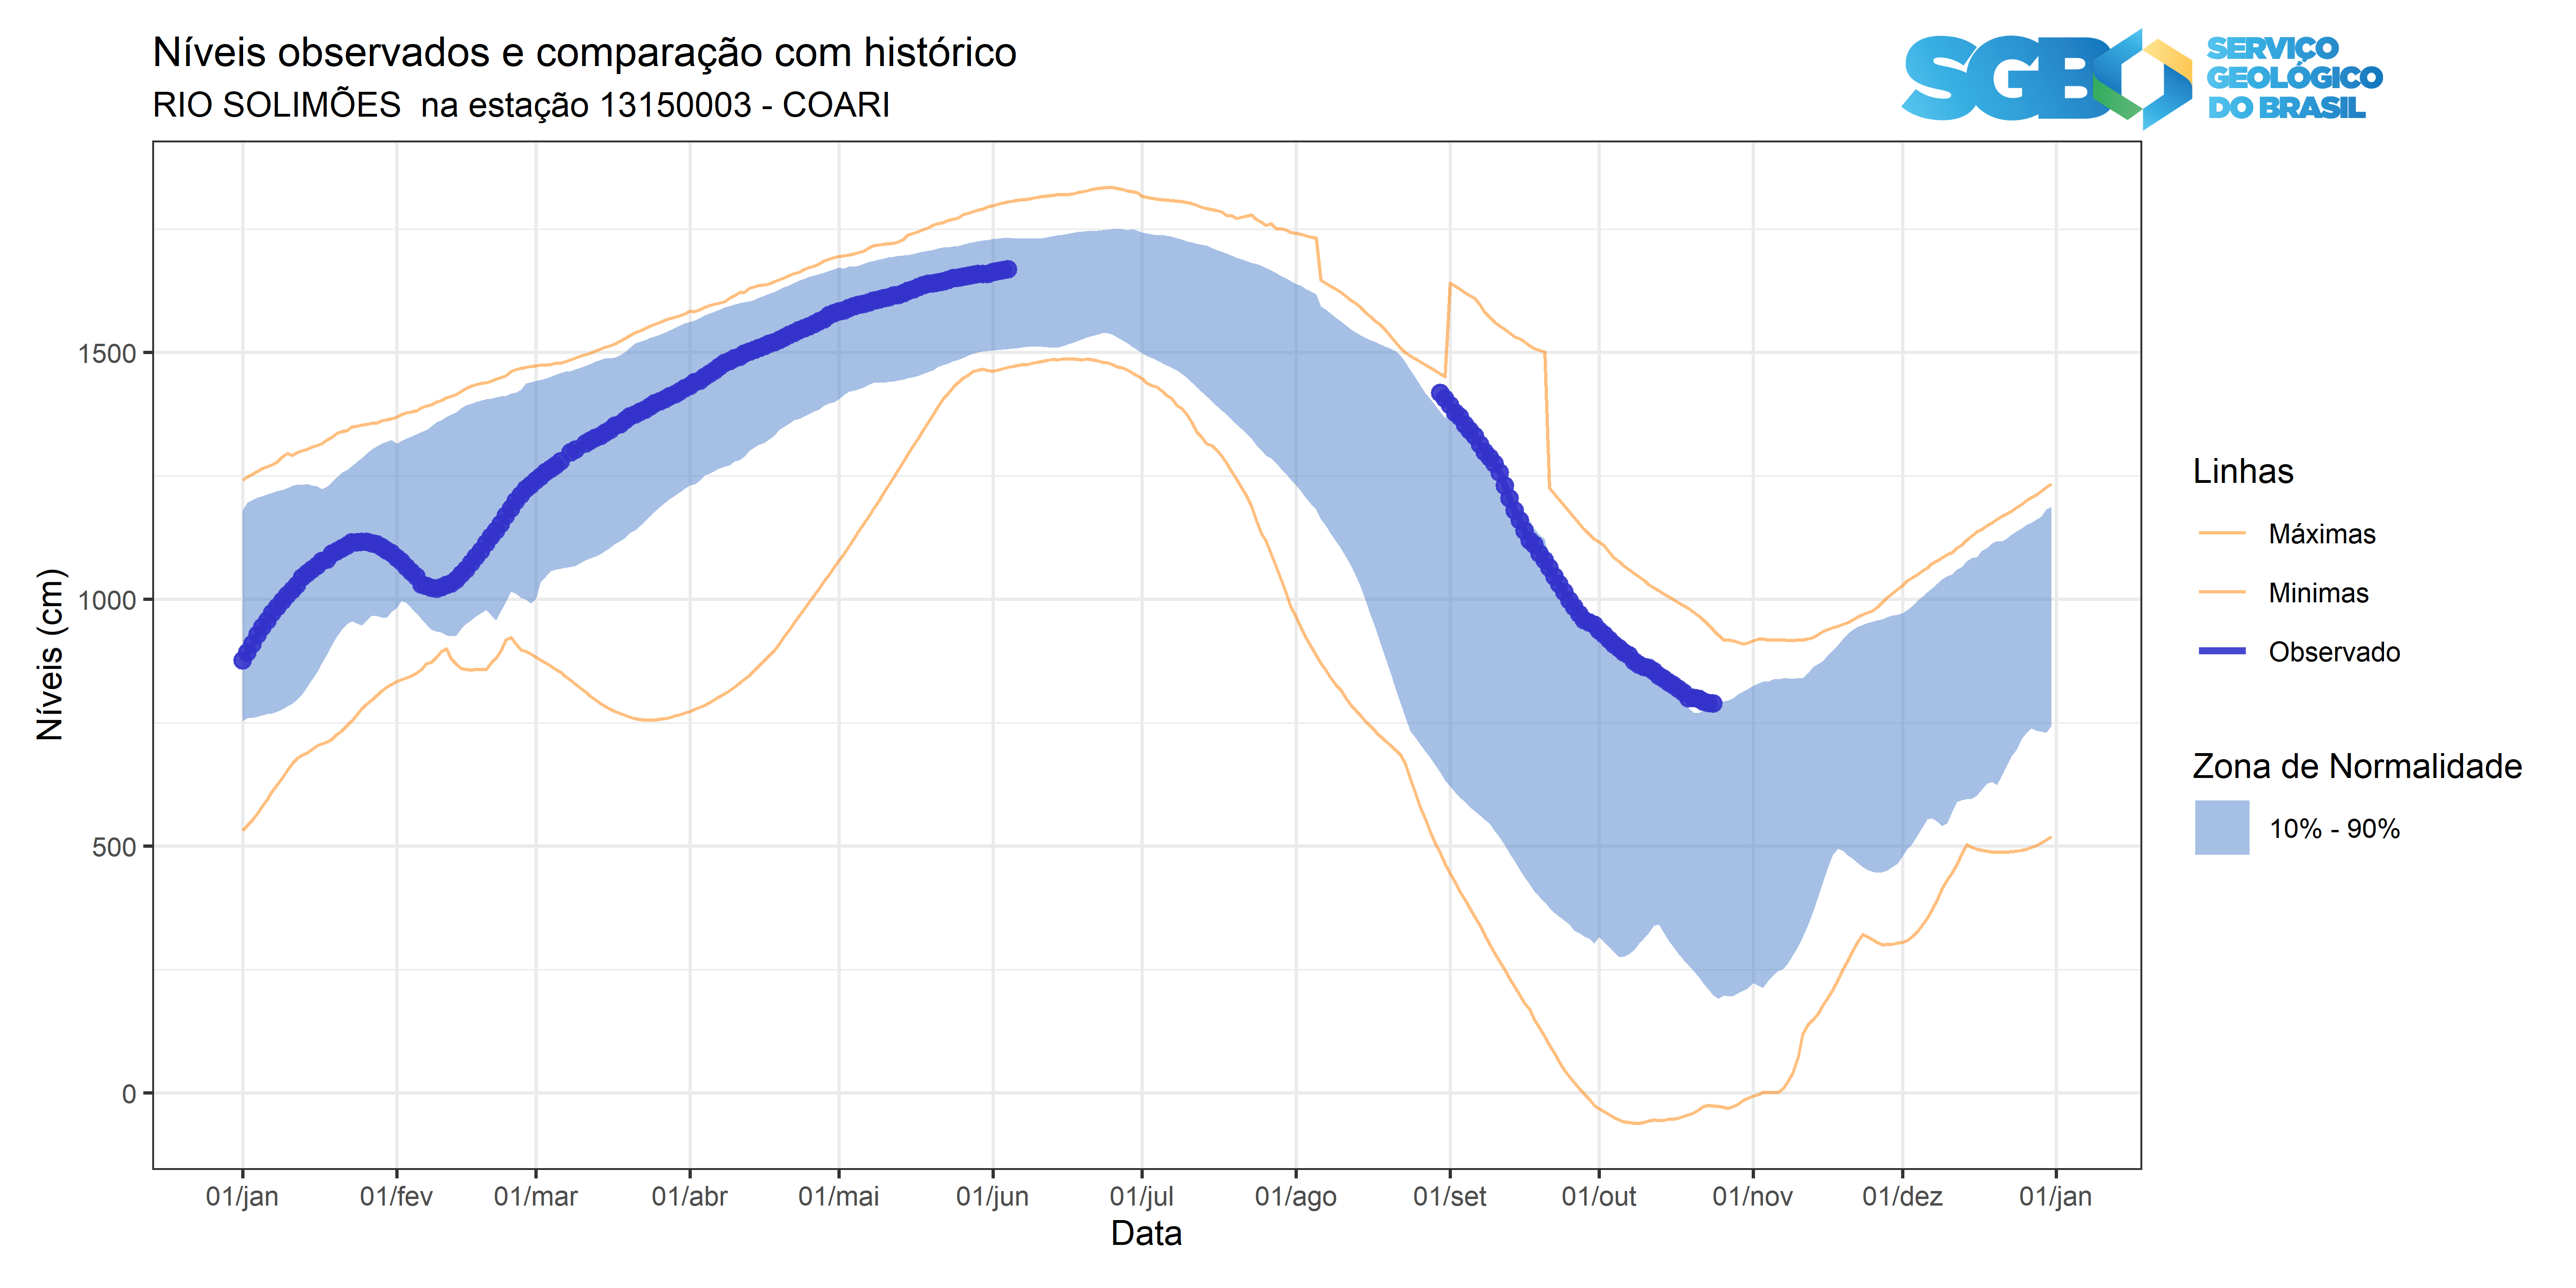 Níveis observados e comparação com histórico
RIO SOLIMÕES  na estação 13150003 - COARI
SGB
SERVIÇO
GEOLÓGICO
DO BRASIL
Níveis (cm)
1500
1000
500
0
01/jan 01/fev 01/mar 01/abr 01/mai 01/jun 01/jul 01/ago 01/set 01/out 01/nov 01/dez 01/jan
Data
Linhas
Máximas
Minimas
Observado
Zona de Normalidade
10% - 90%